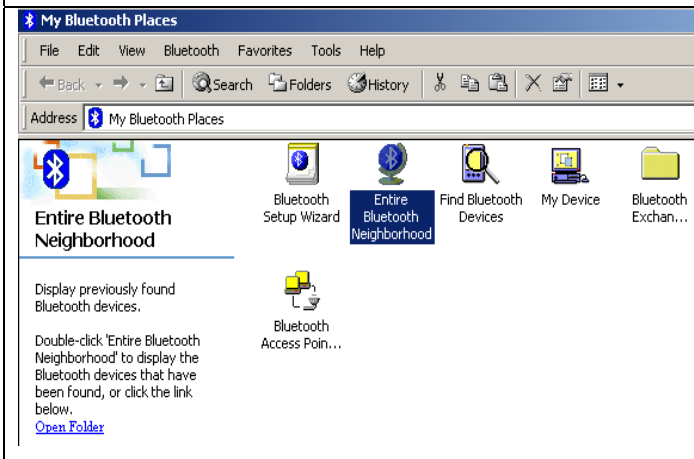 My Bluetooth Places
File Edit View Bluetooth Favorites Tools Help
Back Search Folders History
Address My Bluetooth Places
Entire Bluetooth
Neighborhood
Display previously found
Bluetooth devices.
Double-click 'Entire Bluetooth
Neighborhood' to display the
Bluetooth devices that have
been found, or click the link
below.
Open Folder
Bluetooth
Setup Wizard
Entire
Bluetooth
Neighborhood
Find Bluetooth
Devices
My Device
Bluetooth
Exchan...
Bluetooth
Access Poin...